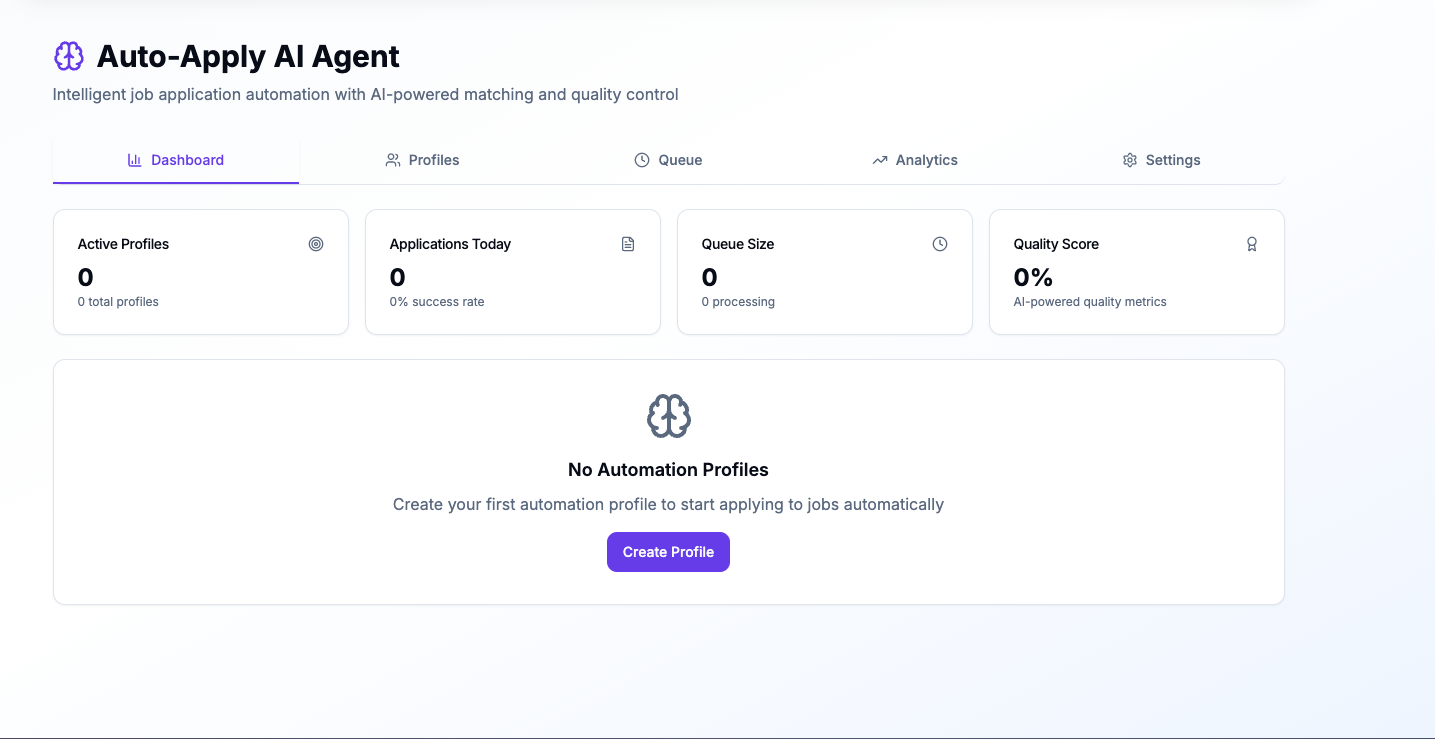 Auto-Apply AI Agent
Intelligent job application automation with AI-powered matching and quality control
Dashboard
Profiles
Queue
Analytics
Settings
Active Profiles
0
0 total profiles
Applications Today
0
0% success rate
Queue Size
0
0 processing
Quality Score
0%
AI-powered quality metrics
No Automation Profiles
Create your first automation profile to start applying to jobs automatically
Create Profile